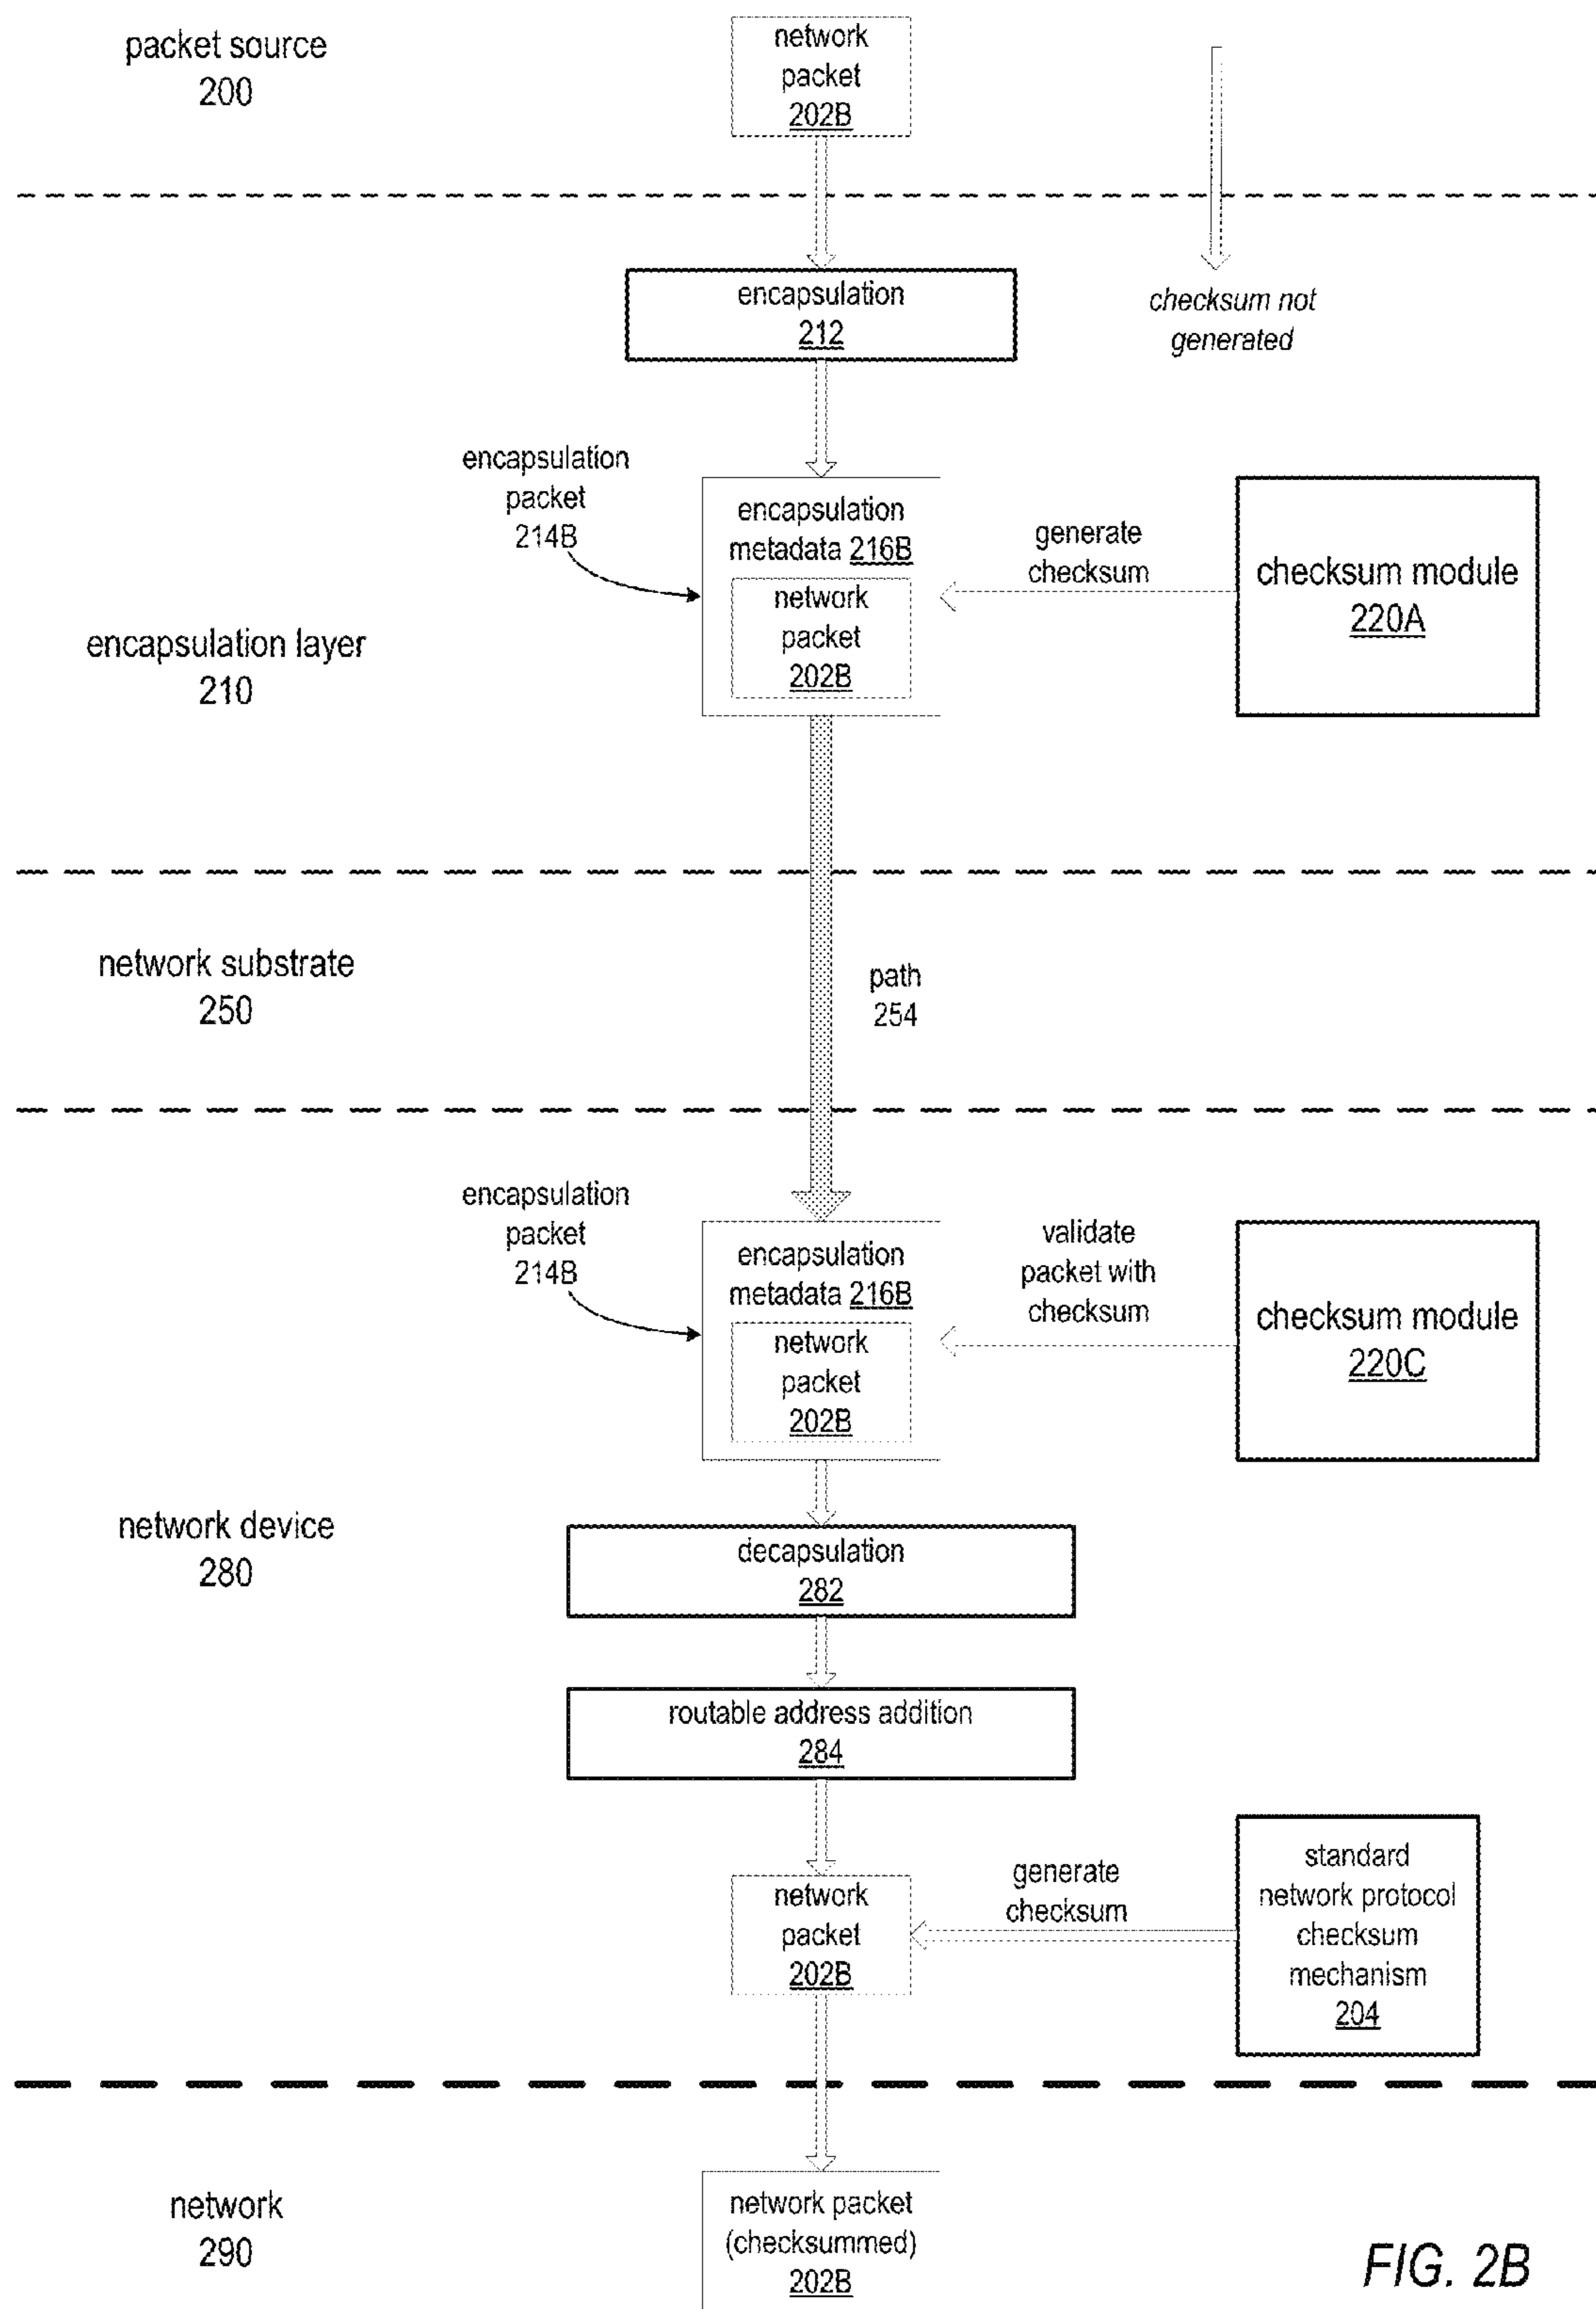 packet source
200
network
packet
202B
encapsulation
212
checksum not
generated
encapsulation
packet
214B
encapsulation
metadata 216B
network
packet
202B
generate
checksum
checksum module
220A
encapsulation layer
210
network substrate
250
path
254
encapsulation
packet
214B
encapsulation
metadata 216B
network
packet
202B
validate
packet with
checksum
checksum module
220C
network device
280
decapsulation
282
routable address addition
284
network
packet
202B
generate
checksum
standard
network protocol
checksum
mechanism
204
network
290
network packet
(checksummed)
202B
FIG. 2B